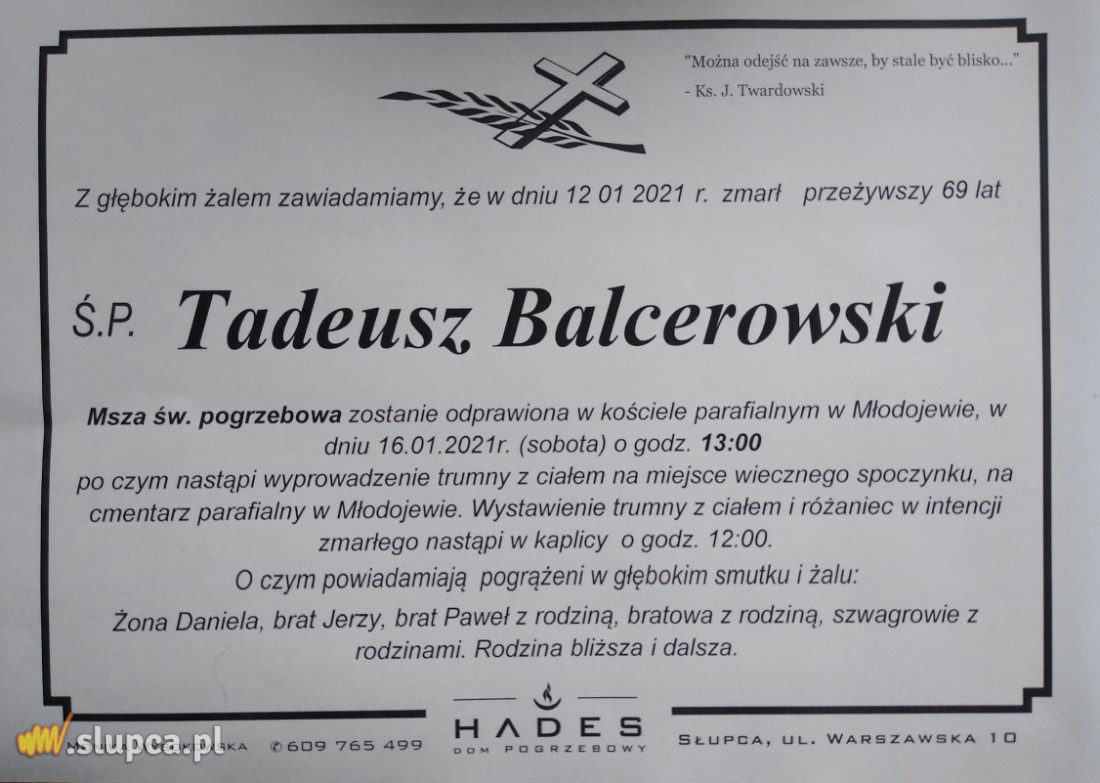 "Można odejść na zawsze, by stale być blisko..."
- Ks. J. Twardowski
Z głębokim żalem zawiadamiamy, że w dniu 12 01 2021 r. zmarł przeżywszy 69 lat
Ś.P. Tadeusz Balcerowski
Msza św. pogrzebowa zostanie odprawiona w kościele parafialnym w Młodojewie, w
dniu 16.01.2021r. (sobota) o godz. 13:00
po czym nastąpi wyprowadzenie trumny z ciałem na miejsce wiecznego spoczynku, na
cmentarz parafialny w Młodojewie. Wystawienie trumny z ciałem i różaniec w intencji
zmarłego nastąpi w kaplicy o godz. 12:00.
O czym powiadamiają pogrążeni w głębokim smutku i żalu:
Żona Daniela, brat Jerzy, brat Paweł z rodziną, bratowa z rodziną, szwagrowie z
rodzinami. Rodzina bliższa i dalsza.
HADES
DOM POGRZEBOWY
609 765 499
SŁUPCA, UL. WARSZAWSKA 10
slupca.pl